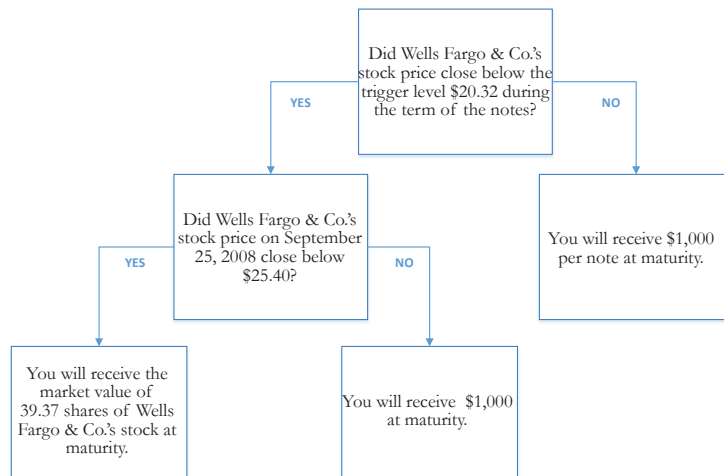 Did Wells Fargo & Co.'s
stock price close below the
trigger level $20.32 during
the term of the notes?
YES
NO
Did Wells Fargo & Co.'s
stock price on September
25, 2008 close below
$25.40?
You will receive $1,000
per note at maturity.
YES
NO
You will receive the
market value of
39.37 shares of Wells
Fargo & Co.'s stock at
maturity.
You will receive $1,000
at maturity.